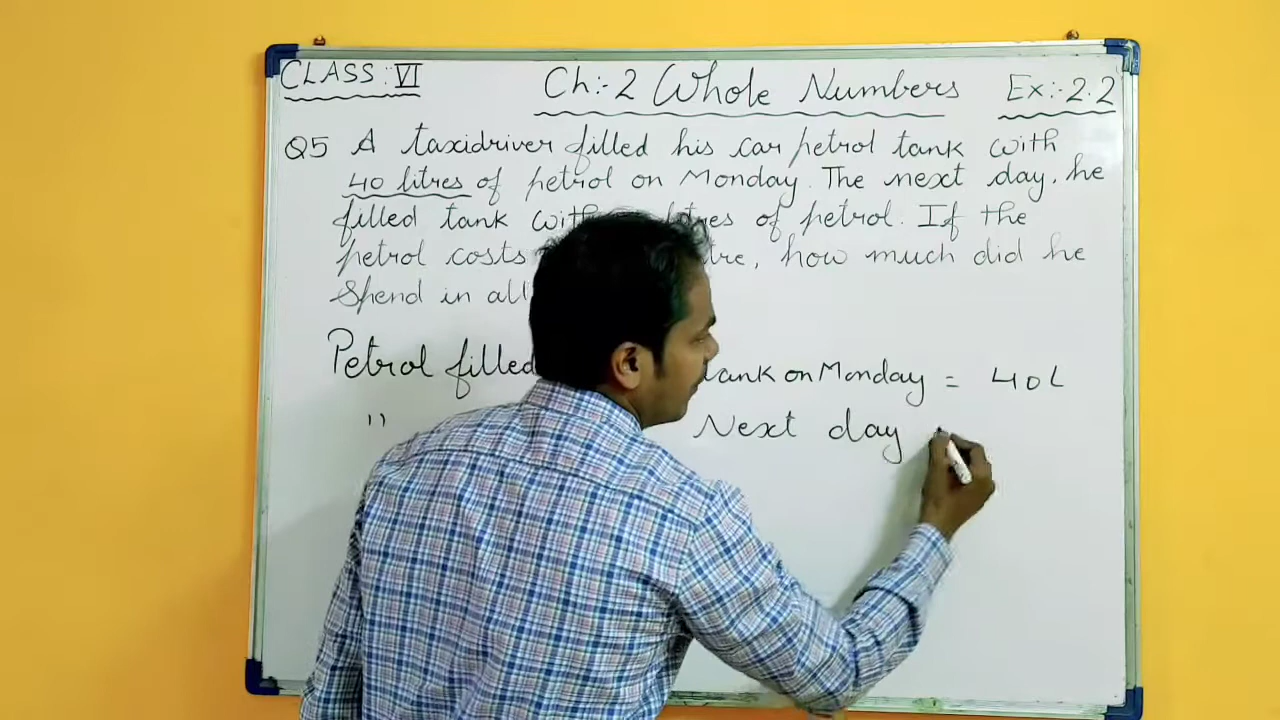 CLASS : VI
Ch:- 2 Whole Numbers
Ex:- 2.2
Q5 A taxidriver filled his car petrol tank with
40 litres of petrol on Monday. The next day, he
filled tank with of petrol. If the
petrol costs , how much did he
Spend in all
Petrol filled tank on Monday = 40L
" Next day